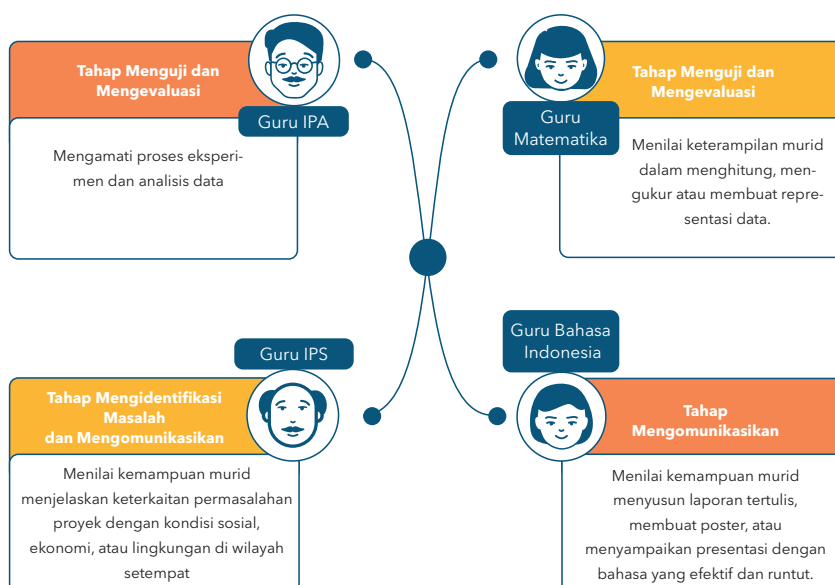 Tahap Menguji dan
Mengevaluasi
Guru IPA
Mengamati proses eksperi-
men dan analisis data
Tahap Menguji dan
Mengevaluasi
Guru
Matematika
Menilai keterampilan murid
dalam menghitung, men-
gukur atau membuat repre-
sentasi data.
Guru IPS
Tahap Mengidentifikasi
Masalah
dan Mengomunikasikan
Menilai kemampuan murid
menjelaskan keterkaitan permasalahan
proyek dengan kondisi sosial,
ekonomi, atau lingkungan di wilayah
setempat
Guru Bahasa
Indonesia
Tahap
Mengomunikasikan
Menilai kemampuan murid
menyusun laporan tertulis,
membuat poster, atau
menyampaikan presentasi dengan
bahasa yang efektif dan runtut.